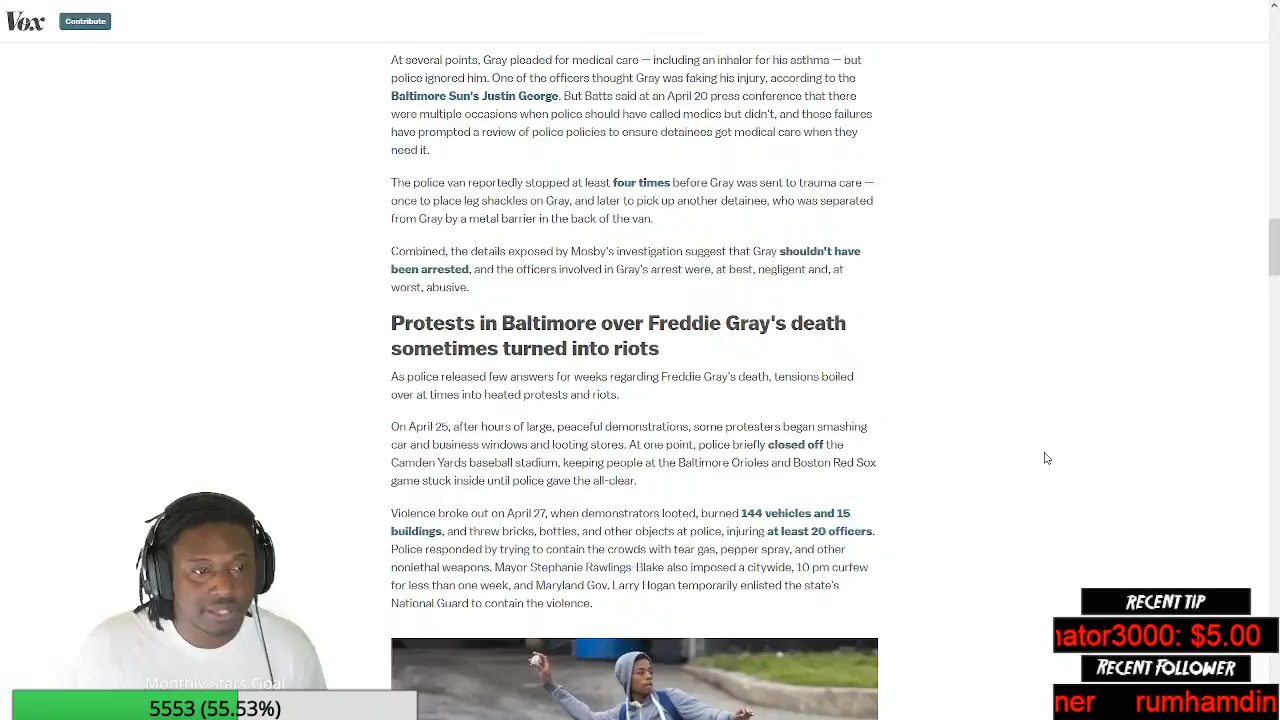 Vox
Contribute
At several points, Gray pleaded for medical care — including an inhaler for his asthma — but
police ignored him. One of the officers thought Gray was faking his injury, according to the
Baltimore Sun's Justin George. But Batts said at an April 20 press conference that there
were multiple occasions when police should have called medics but didn't, and those failures
have prompted a review of police policies to ensure detainees get medical care when they
need it.
The police van reportedly stopped at least four times before Gray was sent to trauma care —
once to place leg shackles on Gray, and later to pick up another detainee, who was separated
from Gray by a metal barrier in the back of the van.
Combined, the details exposed by Mosby's investigation suggest that Gray shouldn't have
been arrested, and the officers involved in Gray's arrest were, at best, negligent and, at
worst, abusive.
Protests in Baltimore over Freddie Gray's death
sometimes turned into riots
As police released few answers for weeks regarding Freddie Gray's death, tensions boiled
over at times into heated protests and riots.
On April 25, after hours of large, peaceful demonstrations, some protesters began smashing
car and business windows and looting stores. At one point, police briefly closed off the
Camden Yards baseball stadium, keeping people at the Baltimore Orioles and Boston Red Sox
game stuck inside until police gave the all-clear.
Violence broke out on April 27, when demonstrators looted, burned 144 vehicles and 15
buildings, and threw bricks, bottles, and other objects at police, injuring at least 20 officers.
Police responded by trying to contain the crowds with tear gas, pepper spray, and other
nonlethal weapons. Mayor Stephanie Rawlings-Blake also imposed a citywide, 10 pm curfew
for less than one week, and Maryland Gov. Larry Hogan temporarily enlisted the state's
National Guard to contain the violence.
RECENT TIP
nator3000: $5.00
RECENT FOLLOWER
ner rumhamdin
Monthly Stars Goal
5553 (55.53%)